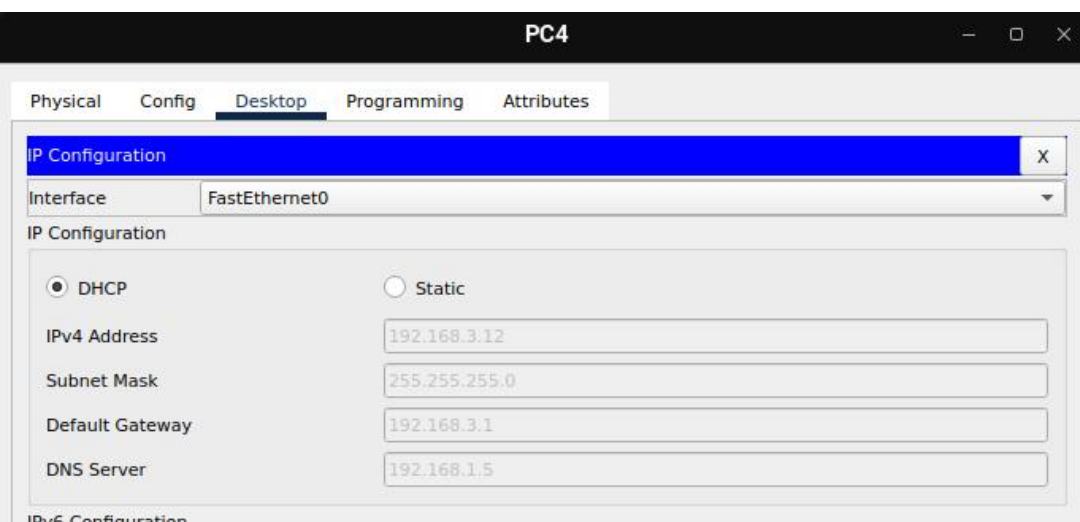 PC4
Physical Config Desktop Programming Attributes
IP Configuration X
Interface FastEthernet0
IP Configuration
DHCP Static
IPv4 Address 192.168.3.12
Subnet Mask 255.255.255.0
Default Gateway 192.168.3.1
DNS Server 192.168.1.5
IPv6 Configuration